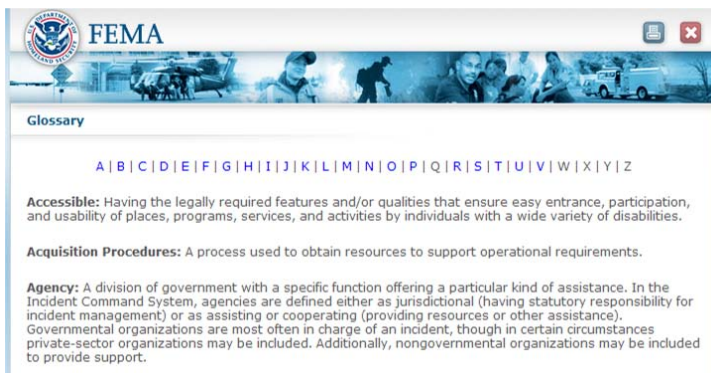 U.S. DEPARTMENT OF
HOMELAND SECURITY
FEMA
Glossary
A | B | C | D | E | F | G | H | I | J | K | L | M | N | O | P | Q | R | S | T | U | V | W | X | Y | Z
Accessible: Having the legally required features and/or qualities that ensure easy entrance, participation,
and usability of places, programs, services, and activities by individuals with a wide variety of disabilities.
Acquisition Procedures: A process used to obtain resources to support operational requirements.
Agency: A division of government with a specific function offering a particular kind of assistance. In the
Incident Command System, agencies are defined either as jurisdictional (having statutory responsibility for
incident management) or as assisting or cooperating (providing resources or other assistance).
Governmental organizations are most often in charge of an incident, though in certain circumstances
private-sector organizations may be included. Additionally, nongovernmental organizations may be included
to provide support.